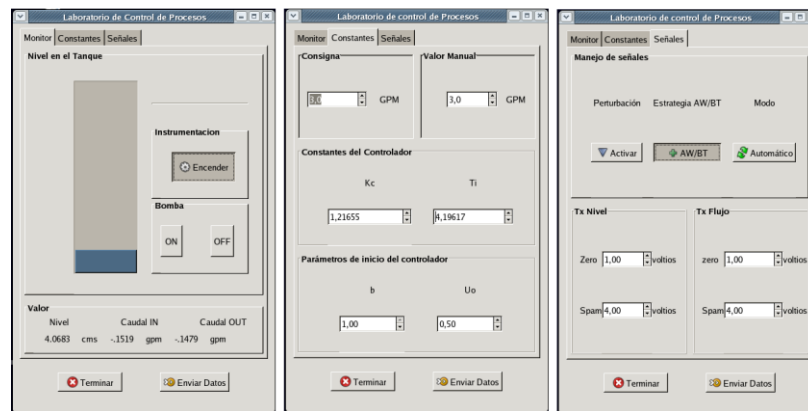 Laboratorio de Control de Procesos
Monitor Constantes Señales
Nivel en el Tanque
Instrumentacion
Encender
Bomba
ON OFF
Valor
Nivel Caudal IN Caudal OUT
4.0683 cms -.1519 gpm -.1479 gpm
Terminar Enviar Datos
Laboratorio de control de Procesos
Monitor Constantes Señales
Consigna Valor Manual
GPM 3,0 GPM
Constantes del Controlador
Kc Ti
1,21655 4,19617
Parámetros de inicio del controlador
b Uo
1,00 0,50
Terminar Enviar Datos
Laboratorio de control de Procesos
Monitor Constantes Señales
Manejo de señales
Perturbación Estrategia AW/BT Modo
Activar AW/BT Automático
Tx Nivel Tx Flujo
Zero 1,00 voltios zero 1,00 voltios
Spam 4,00 voltios Spam 4,00 voltios
Terminar Enviar Datos